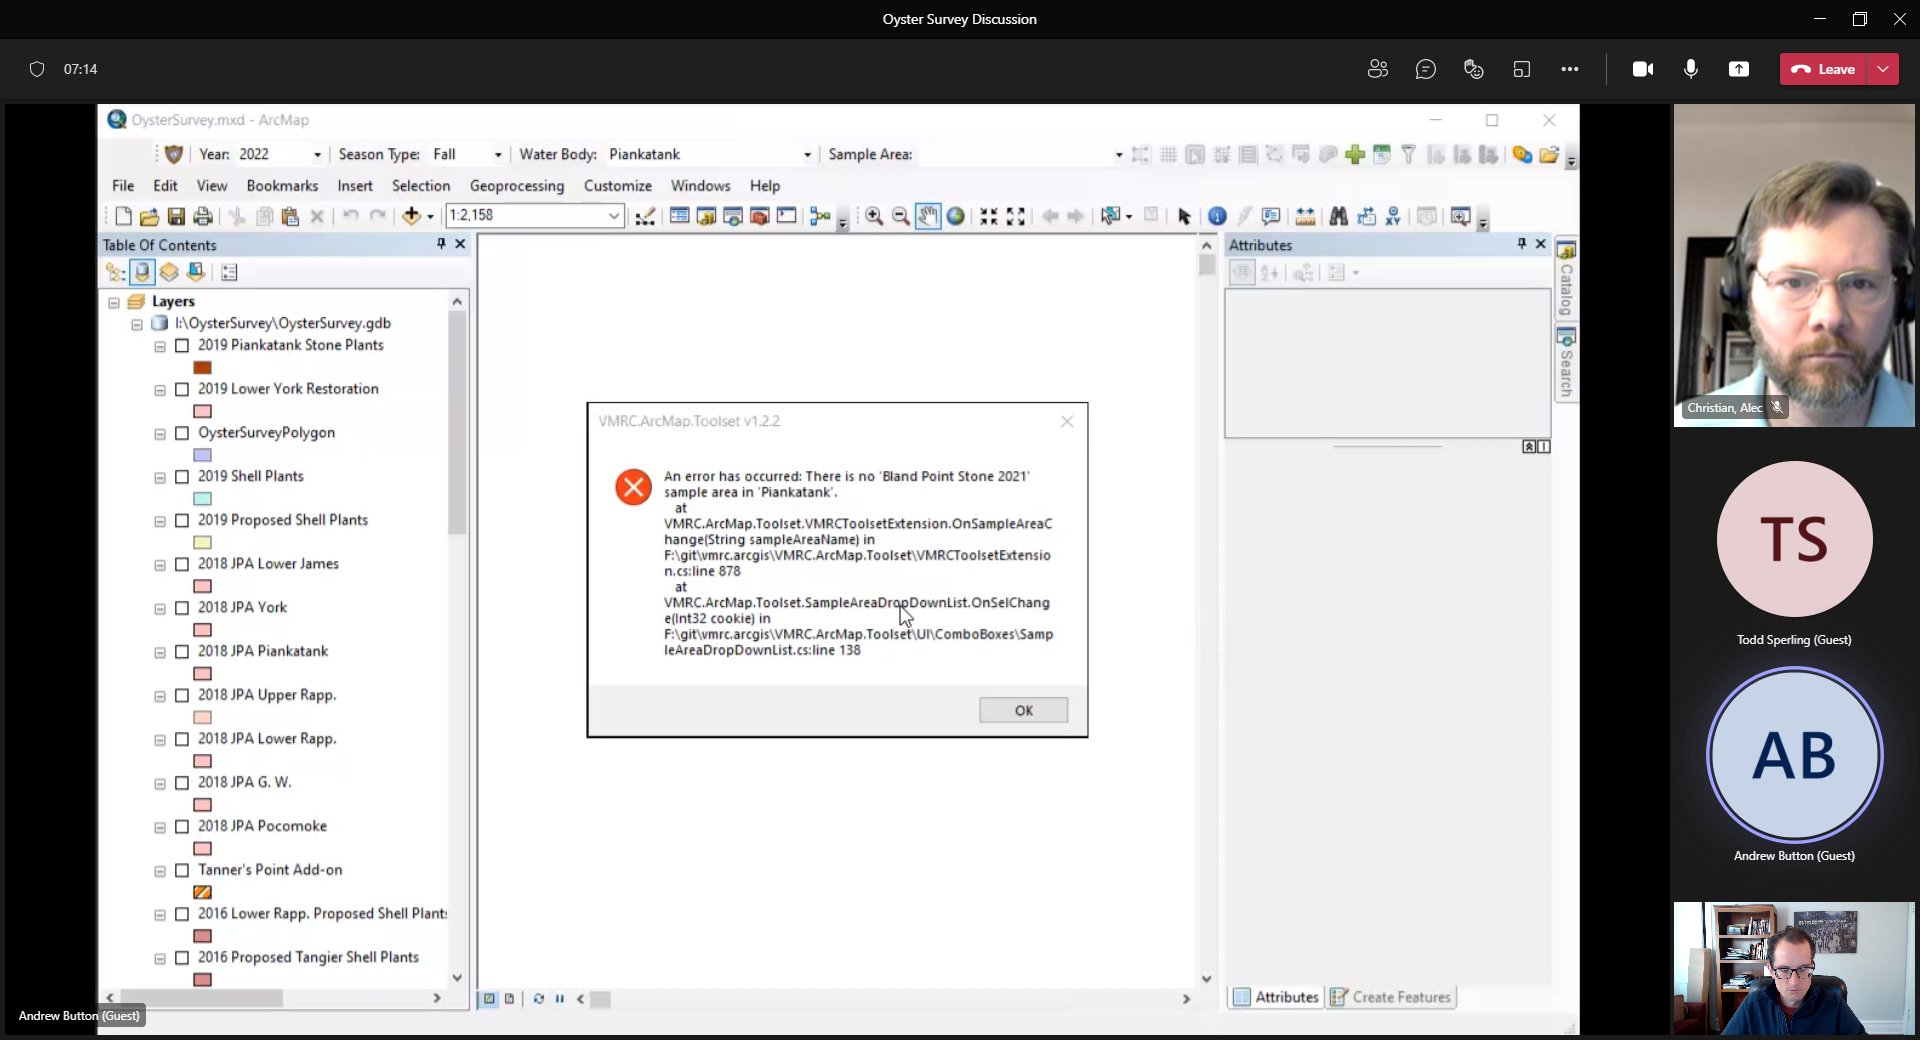 Oyster Survey Discussion
07:14
Leave
OysterSurvey.mxd - ArcMap
Year: 2022 Season Type: Fall Water Body: Piankatank Sample Area:
File Edit View Bookmarks Insert Selection Geoprocessing Customize Windows Help
1:2,158
Table Of Contents
Layers
I:\OysterSurvey\OysterSurvey.gdb
2019 Piankatank Stone Plants
2019 Lower York Restoration
OysterSurveyPolygon
2019 Shell Plants
2019 Proposed Shell Plants
2018 JPA Lower James
2018 JPA York
2018 JPA Piankatank
2018 JPA Upper Rapp.
2018 JPA Lower Rapp.
2018 JPA G. W.
2018 JPA Pocomoke
Tanner's Point Add-on
2016 Lower Rapp. Proposed Shell Plant
2016 Proposed Tangier Shell Plants
VMRC.ArcMap.Toolset v1.2.2
An error has occurred: There is no 'Bland Point Stone 2021'
sample area in 'Piankatank'.
at
VMRC.ArcMap.Toolset.VMRCToolsetExtension.OnSampleAreaC
hange(String sampleAreaName) in
F:\git\vmrc.arcgis\VMRC.ArcMap.Toolset\VMRCToolsetExtensio
n.cs:line 878
at
VMRC.ArcMap.Toolset.SampleAreaDropDownList.OnSelChang
e(Int32 cookie) in
F:\git\vmrc.arcgis\VMRC.ArcMap.Toolset\UI\ComboBoxes\Samp
leAreaDropDownList.cs:line 138
OK
Attributes
Catalog
Search
Attributes Create Features
Andrew Button (Guest)
Christian, Alec
TS
Todd Sperling (Guest)
AB
Andrew Button (Guest)